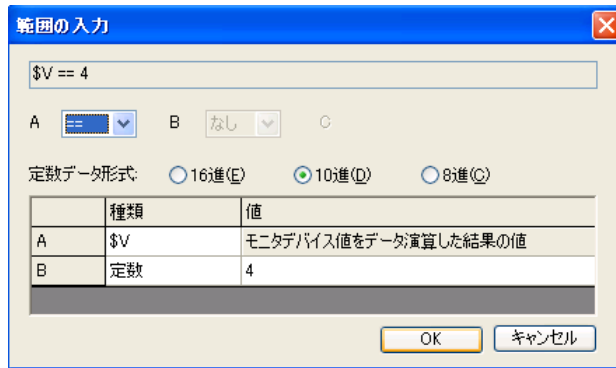 範囲の入力
$V == 4
A == B なし C
定数データ形式: 16進(E) 10進(D) 8進(C)
種類 値
A $V モニタデバイス値をデータ演算した結果の値
B 定数 4
OK キャンセル